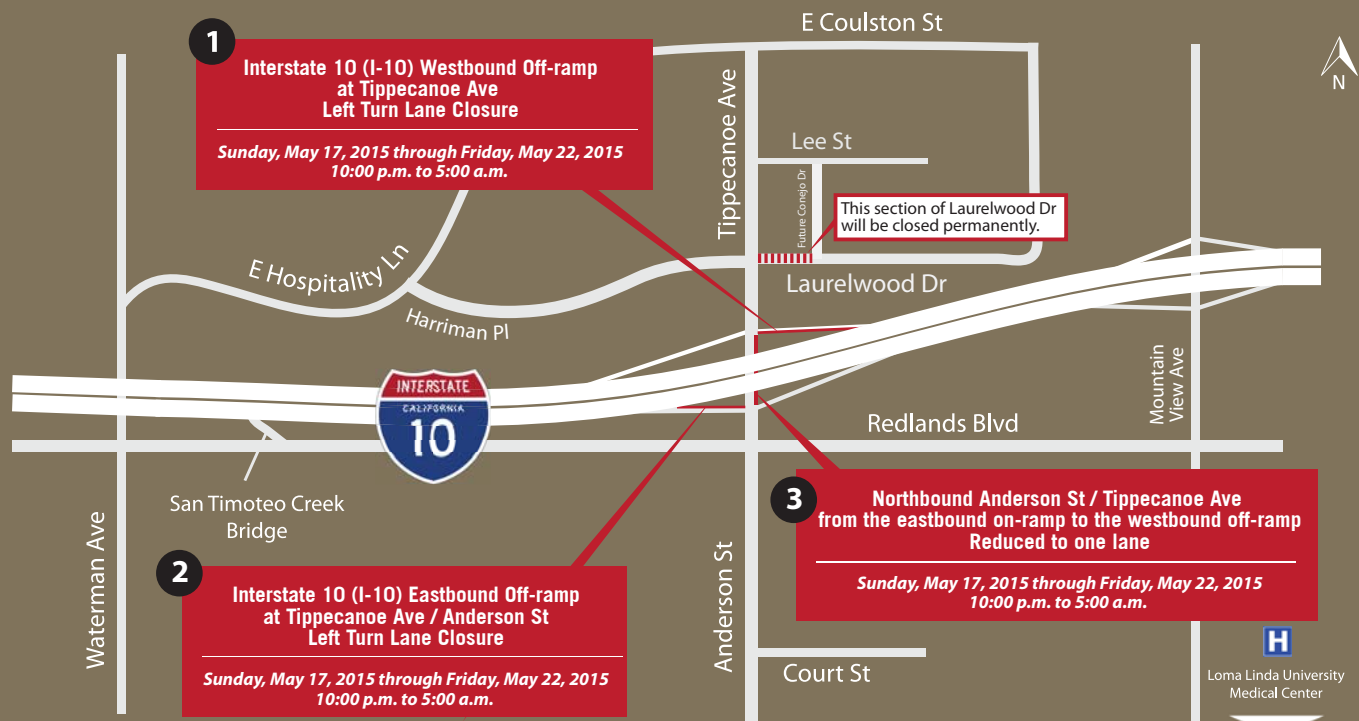 E Coulston St
1
Interstate 10 (I-10) Westbound Off-ramp
at Tippecanoe Ave
Left Turn Lane Closure
Sunday, May 17, 2015 through Friday, May 22, 2015
10:00 p.m. to 5:00 a.m.
N
Tippecanoe Ave
Lee St
Future Conejo Dr
This section of Laurelwood Dr
will be closed permanently.
E Hospitality Ln
Laurelwood Dr
Harriman Pl
INTERSTATE
CALIFORNIA
10
Mountain
View Ave
Redlands Blvd
San Timoteo Creek
Bridge
Waterman Ave
3
Northbound Anderson St / Tippecanoe Ave
from the eastbound on-ramp to the westbound off-ramp
Reduced to one lane
Sunday, May 17, 2015 through Friday, May 22, 2015
10:00 p.m. to 5:00 a.m.
2
Interstate 10 (I-10) Eastbound Off-ramp
at Tippecanoe Ave / Anderson St
Left Turn Lane Closure
Sunday, May 17, 2015 through Friday, May 22, 2015
10:00 p.m. to 5:00 a.m.
Anderson St
Court St
H
Loma Linda University
Medical Center